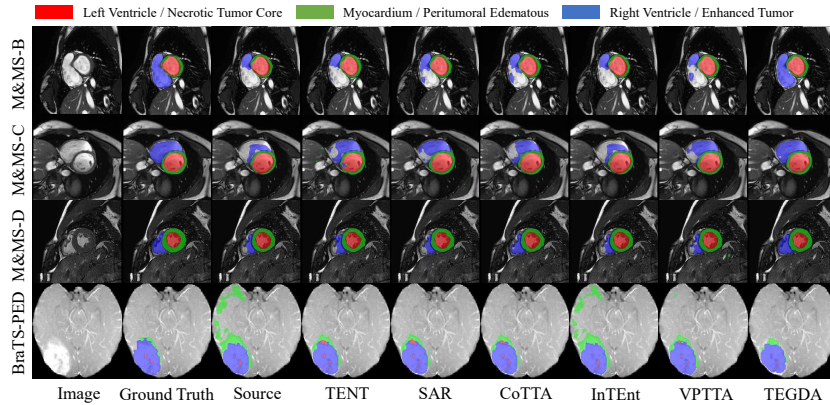 Left Ventricle / Necrotic Tumor Core Myocardium / Peritumoral Edematous Right Ventricle / Enhanced Tumor
M&MS-B
M&MS-C
M&MS-D
BraTS-PED
Image Ground Truth Source TENT SAR CoTTA InTEnt VPTTA TEGDA